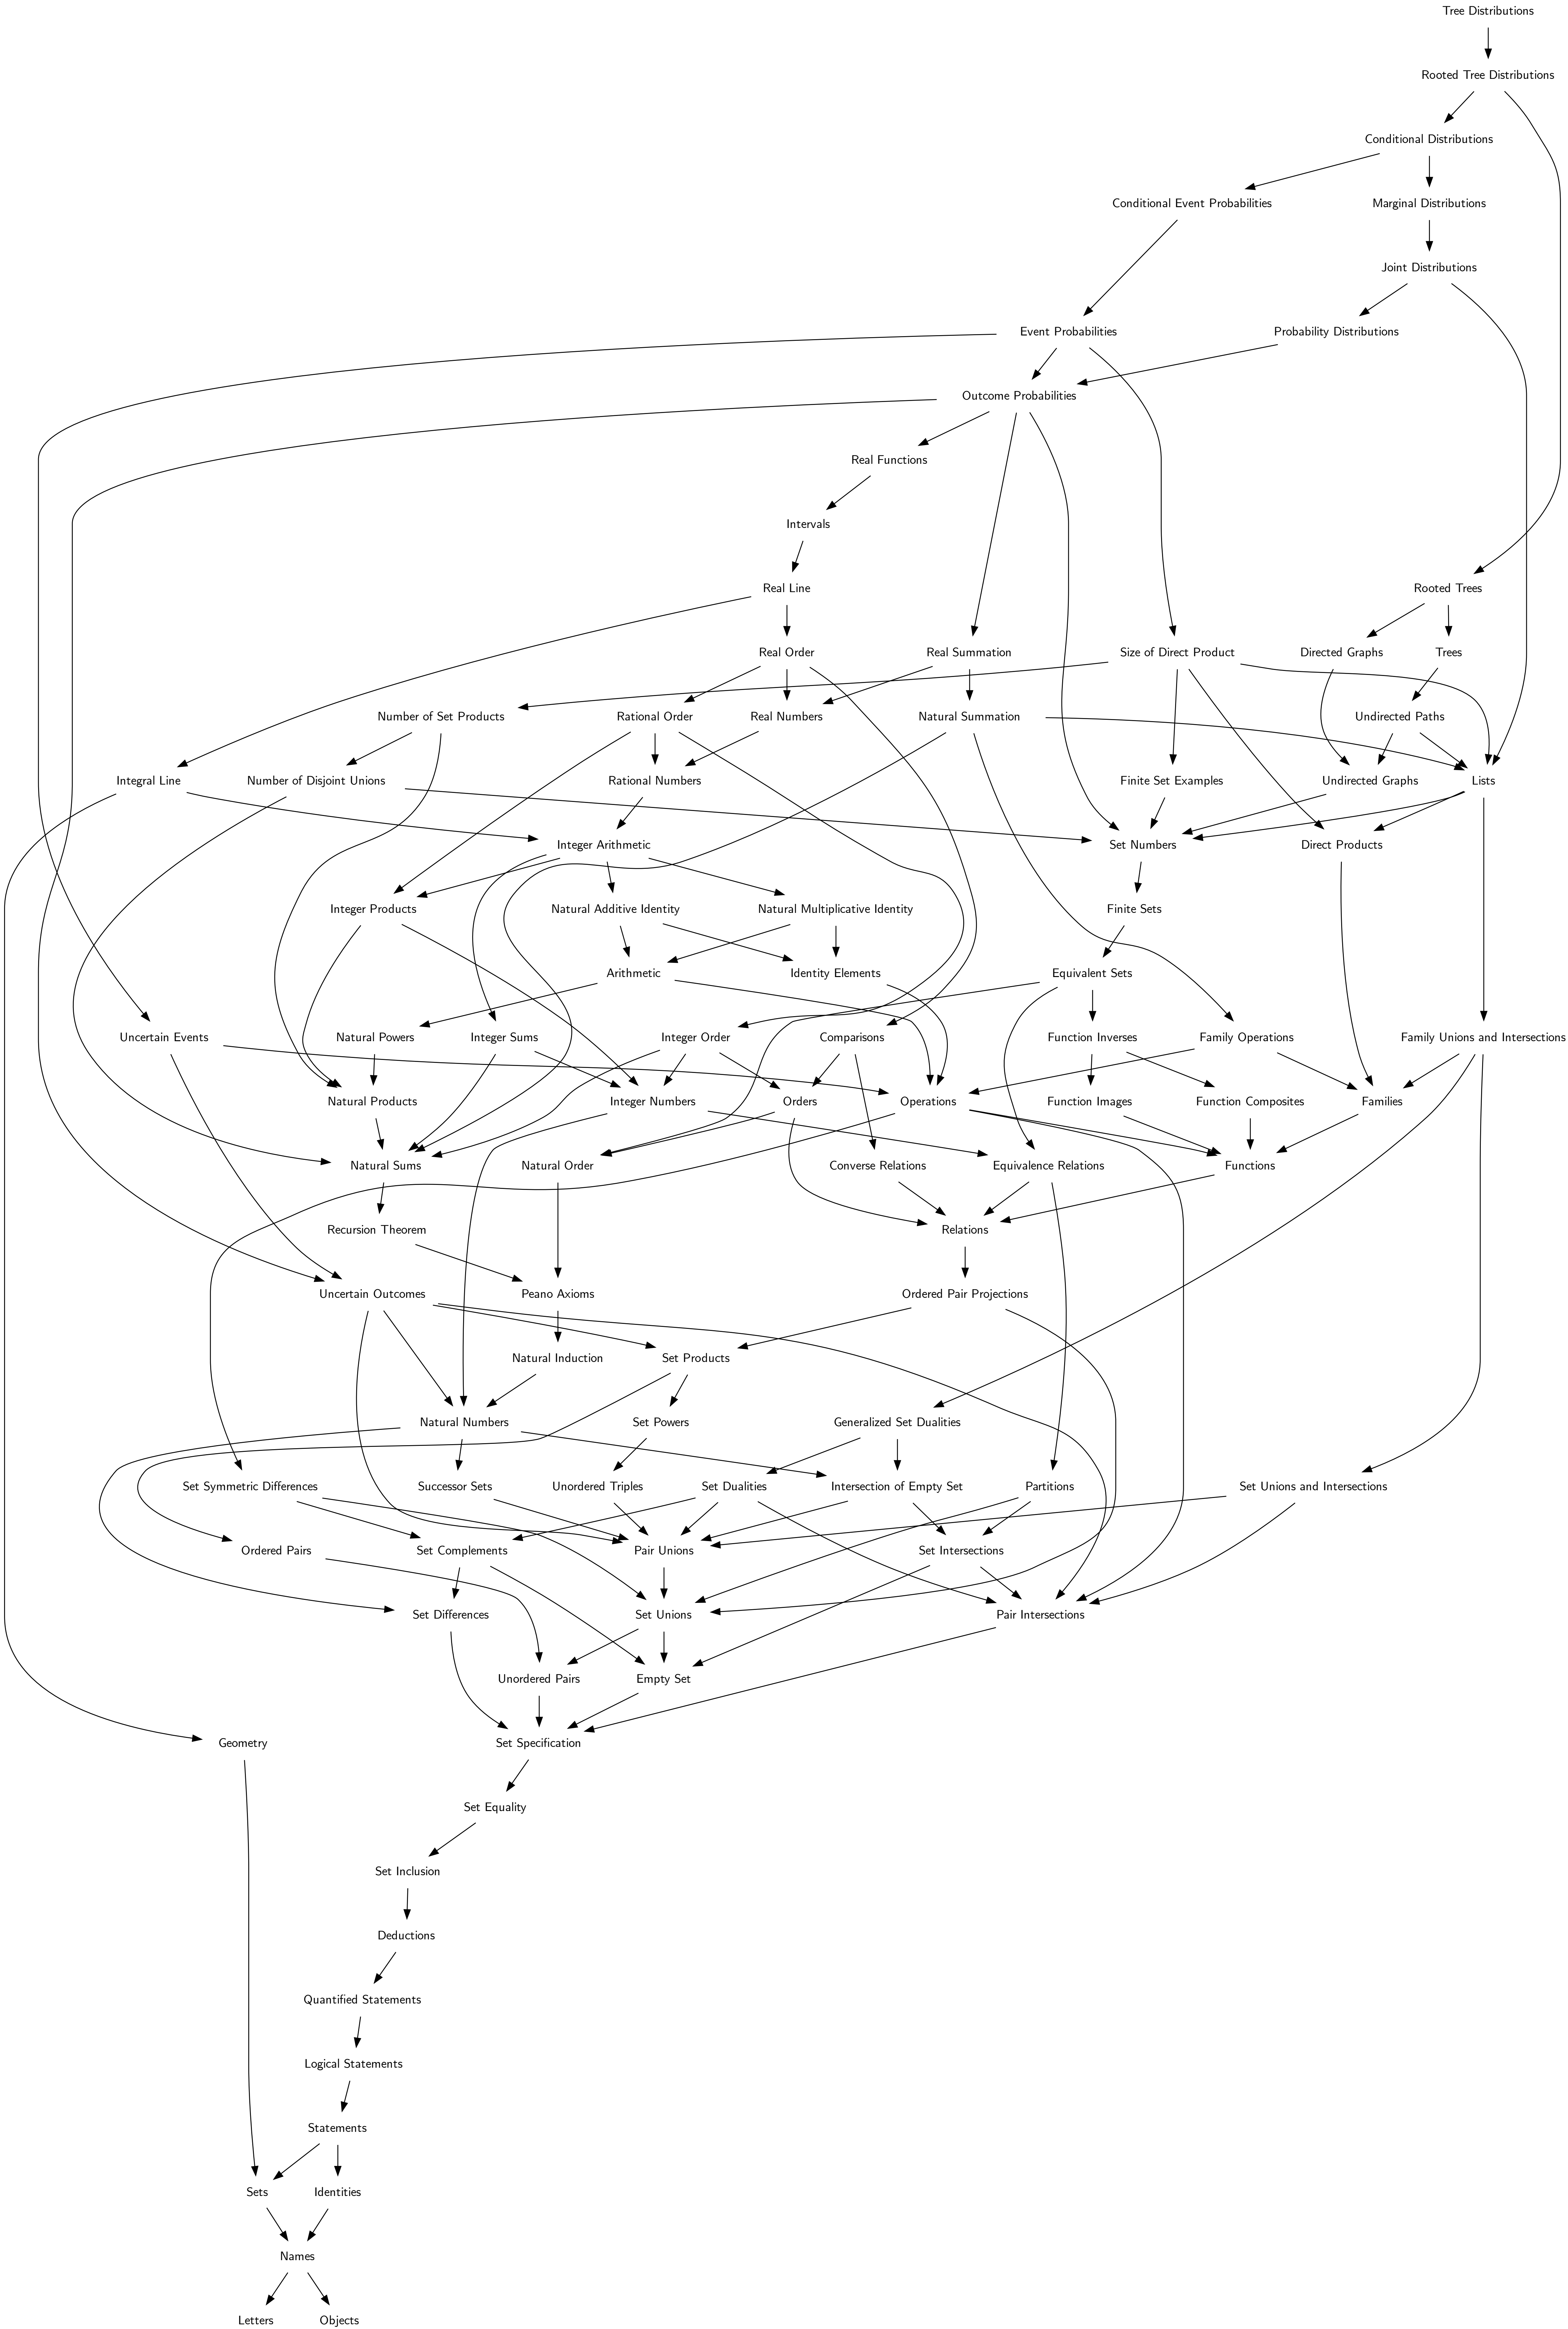 Tree Distributions
Rooted Tree Distributions
Conditional Distributions
Conditional Event Probabilities
Marginal Distributions
Joint Distributions
Event Probabilities
Probability Distributions
Outcome Probabilities
Real Functions
Intervals
Real Line
Rooted Trees
Real Order
Real Summation
Size of Direct Product
Directed Graphs
Trees
Number of Set Products
Rational Order
Real Numbers
Natural Summation
Undirected Paths
Integral Line
Number of Disjoint Unions
Rational Numbers
Finite Set Examples
Undirected Graphs
Lists
Integer Arithmetic
Set Numbers
Direct Products
Integer Products
Natural Additive Identity
Natural Multiplicative Identity
Finite Sets
Arithmetic
Identity Elements
Equivalent Sets
Uncertain Events
Natural Powers
Integer Sums
Integer Order
Comparisons
Function Inverses
Family Operations
Family Unions and Intersections
Natural Products
Integer Numbers
Orders
Operations
Function Images
Function Composites
Families
Natural Sums
Natural Order
Converse Relations
Equivalence Relations
Functions
Recursion Theorem
Relations
Uncertain Outcomes
Peano Axioms
Ordered Pair Projections
Natural Induction
Set Products
Natural Numbers
Set Powers
Generalized Set Dualities
Set Symmetric Differences
Successor Sets
Unordered Triples
Set Dualities
Intersection of Empty Set
Partitions
Set Unions and Intersections
Ordered Pairs
Set Complements
Pair Unions
Set Intersections
Set Differences
Set Unions
Pair Intersections
Unordered Pairs
Empty Set
Geometry
Set Specification
Set Equality
Set Inclusion
Deductions
Quantified Statements
Logical Statements
Statements
Sets
Identities
Names
Letters
Objects